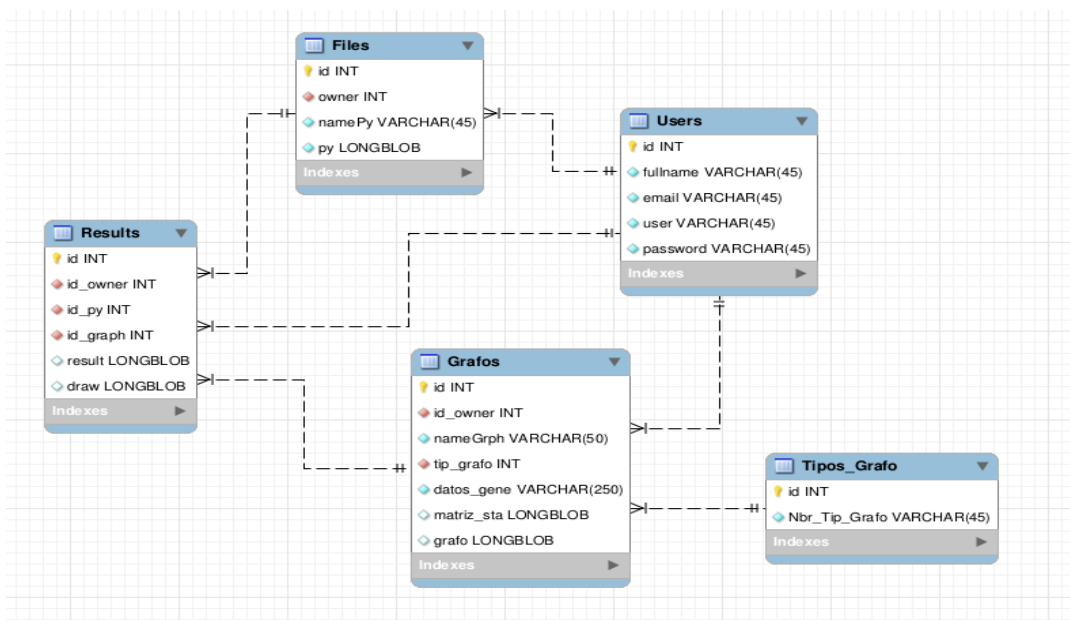 Files
id INT
owner INT
namePy VARCHAR(45)
py LONGBLOB
Indexes
Users
id INT
fullname VARCHAR(45)
email VARCHAR(45)
user VARCHAR(45)
password VARCHAR(45)
Indexes
Results
id INT
id_owner INT
id_py INT
id_graph INT
result LONGBLOB
draw LONGBLOB
Indexes
Grafos
id INT
id_owner INT
nameGrph VARCHAR(50)
tip_grafo INT
datos_gene VARCHAR(250)
matriz_sta LONGBLOB
grafo LONGBLOB
Indexes
Tipos_Grafo
id INT
Nbr_Tip_Grafo VARCHAR(45)
Indexes